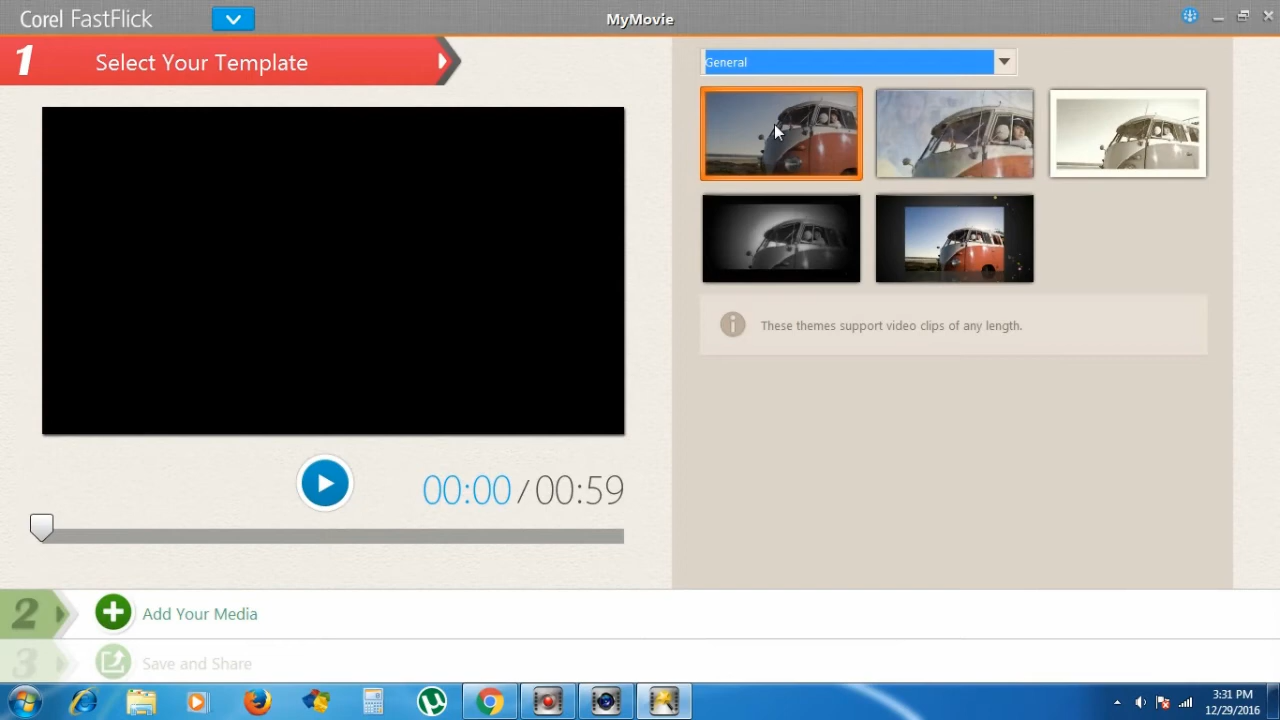 Corel FastFlick
MyMovie
1 Select Your Template
General
These themes support video clips of any length.
00:00/00:59
2 Add Your Media
3 Save and Share
3:31 PM
12/29/2016